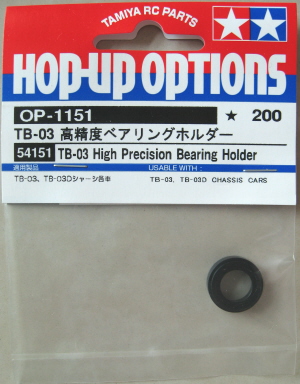 TAMIYA RC PARTS
HOP-UP OPTIONS
OP-1151 ★ 200
TB-03 高精度ベアリングホルダー
54151 TB-03 High Precision Bearing Holder
適用製品 USABLE WITH:
TB-03、TB-03Dシャーシ各車 TB-03, TB-03D CHASSIS CARS